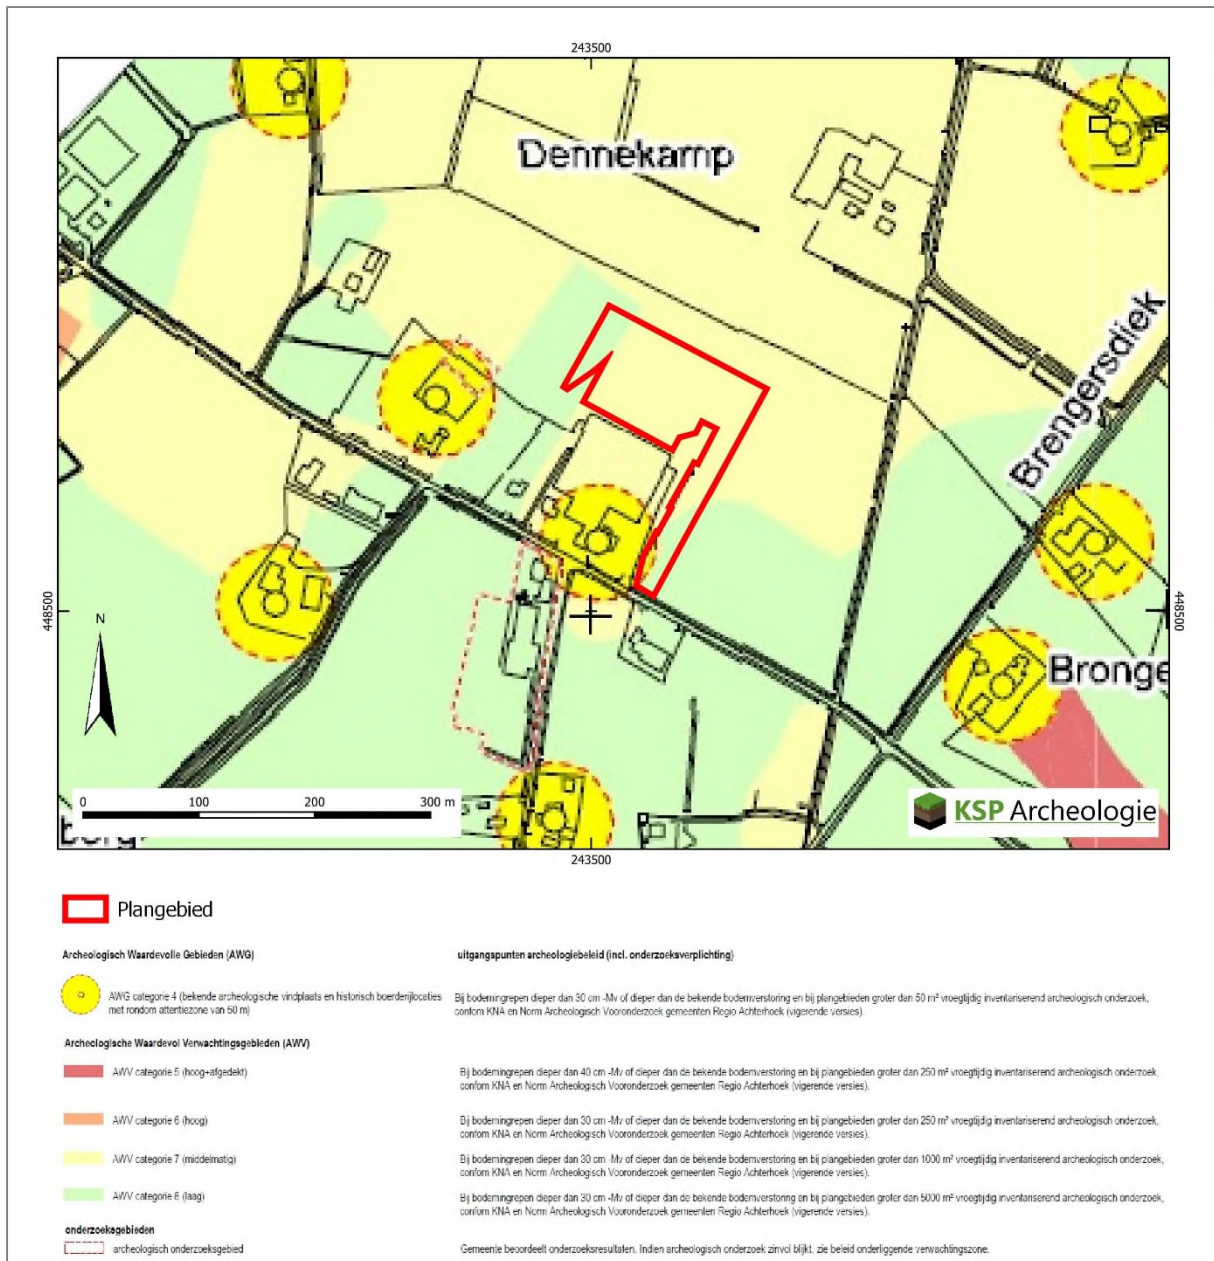 243500
Dennekamp
Brengersdiek
448500
448500
N
Bronge
0 100 200 300 m
KSP Archeologie
243500
Plangebied
Archeologisch Waardevolle Gebieden (AWG)
uitgangspunten archeologiebeleid (incl. onderzoeksverplichting)
AWG categorie 4 (bekende archeologische vindplaats en historisch boerderijlocaties
met rondom attentiezone van 50 m)
Bij bodemingrepen dieper dan 30 cm -Mv of dieper dan de bekende bodemverstoring en bij plangebieden groter dan 50 m² vroegtijdig inventariserend archeologisch onderzoek,
conform KNA en Norm Archeologisch Vooronderzoek gemeenten Regio Achterhoek (vigerende versies).
Archeologische Waardevol Verwachtingsgebieden (AWV)
AWV categorie 5 (hoog+afgedekt)
Bij bodemingrepen dieper dan 40 cm -Mv of dieper dan de bekende bodemverstoring en bij plangebieden groter dan 250 m² vroegtijdig inventariserend archeologisch onderzoek,
conform KNA en Norm Archeologisch Vooronderzoek gemeenten Regio Achterhoek (vigerende versies).
AWV categorie 6 (hoog)
Bij bodemingrepen dieper dan 30 cm -Mv of dieper dan de bekende bodemverstoring en bij plangebieden groter dan 250 m² vroegtijdig inventariserend archeologisch onderzoek,
conform KNA en Norm Archeologisch Vooronderzoek gemeenten Regio Achterhoek (vigerende versies).
AWV categorie 7 (middelmatig)
Bij bodemingrepen dieper dan 30 cm -Mv of dieper dan de bekende bodemverstoring en bij plangebieden groter dan 1000 m² vroegtijdig inventariserend archeologisch onderzoek,
conform KNA en Norm Archeologisch Vooronderzoek gemeenten Regio Achterhoek (vigerende versies).
AWV categorie 8 (laag)
Bij bodemingrepen dieper dan 30 cm -Mv of dieper dan de bekende bodemverstoring en bij plangebieden groter dan 5000 m² vroegtijdig inventariserend archeologisch onderzoek,
conform KNA en Norm Archeologisch Vooronderzoek gemeenten Regio Achterhoek (vigerende versies).
onderzoeksgebieden
archeologisch onderzoeksgebied
Gemeente beoordeelt onderzoeksresultaten. Indien archeologisch onderzoek zinvol blijkt, zie beleid onderliggende verwachtingszone.